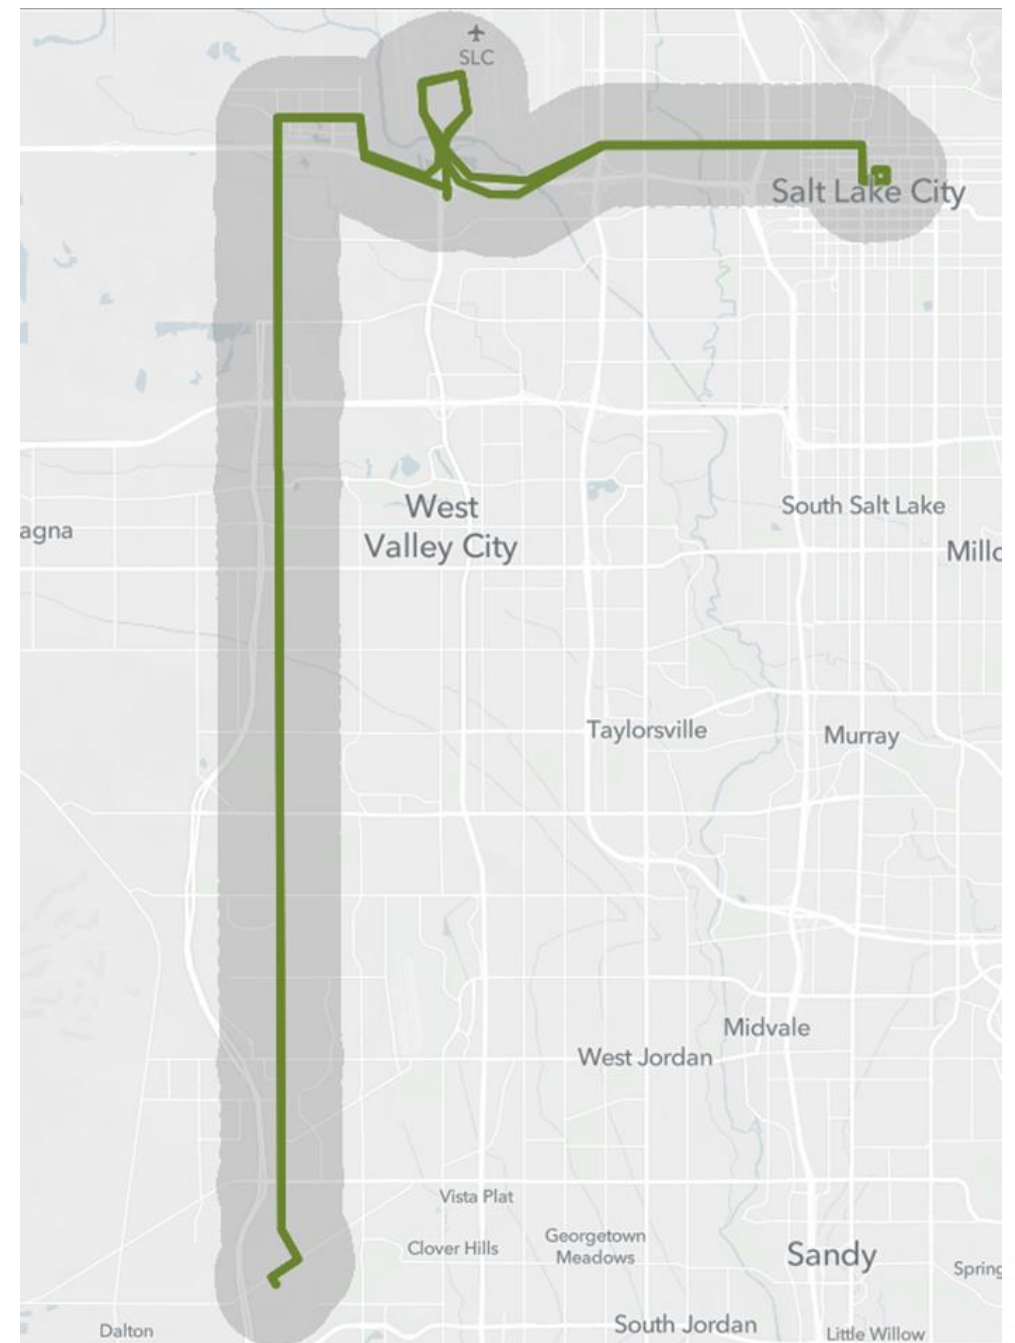 SLC
Salt Lake City
West
Valley City
South Salt Lake
agna
Millc
Taylorsville
Murray
Midvale
West Jordan
Vista Plat
Clover Hills
Georgetown
Meadows
Sandy
Spring
South Jordan
Dalton
Little Willow